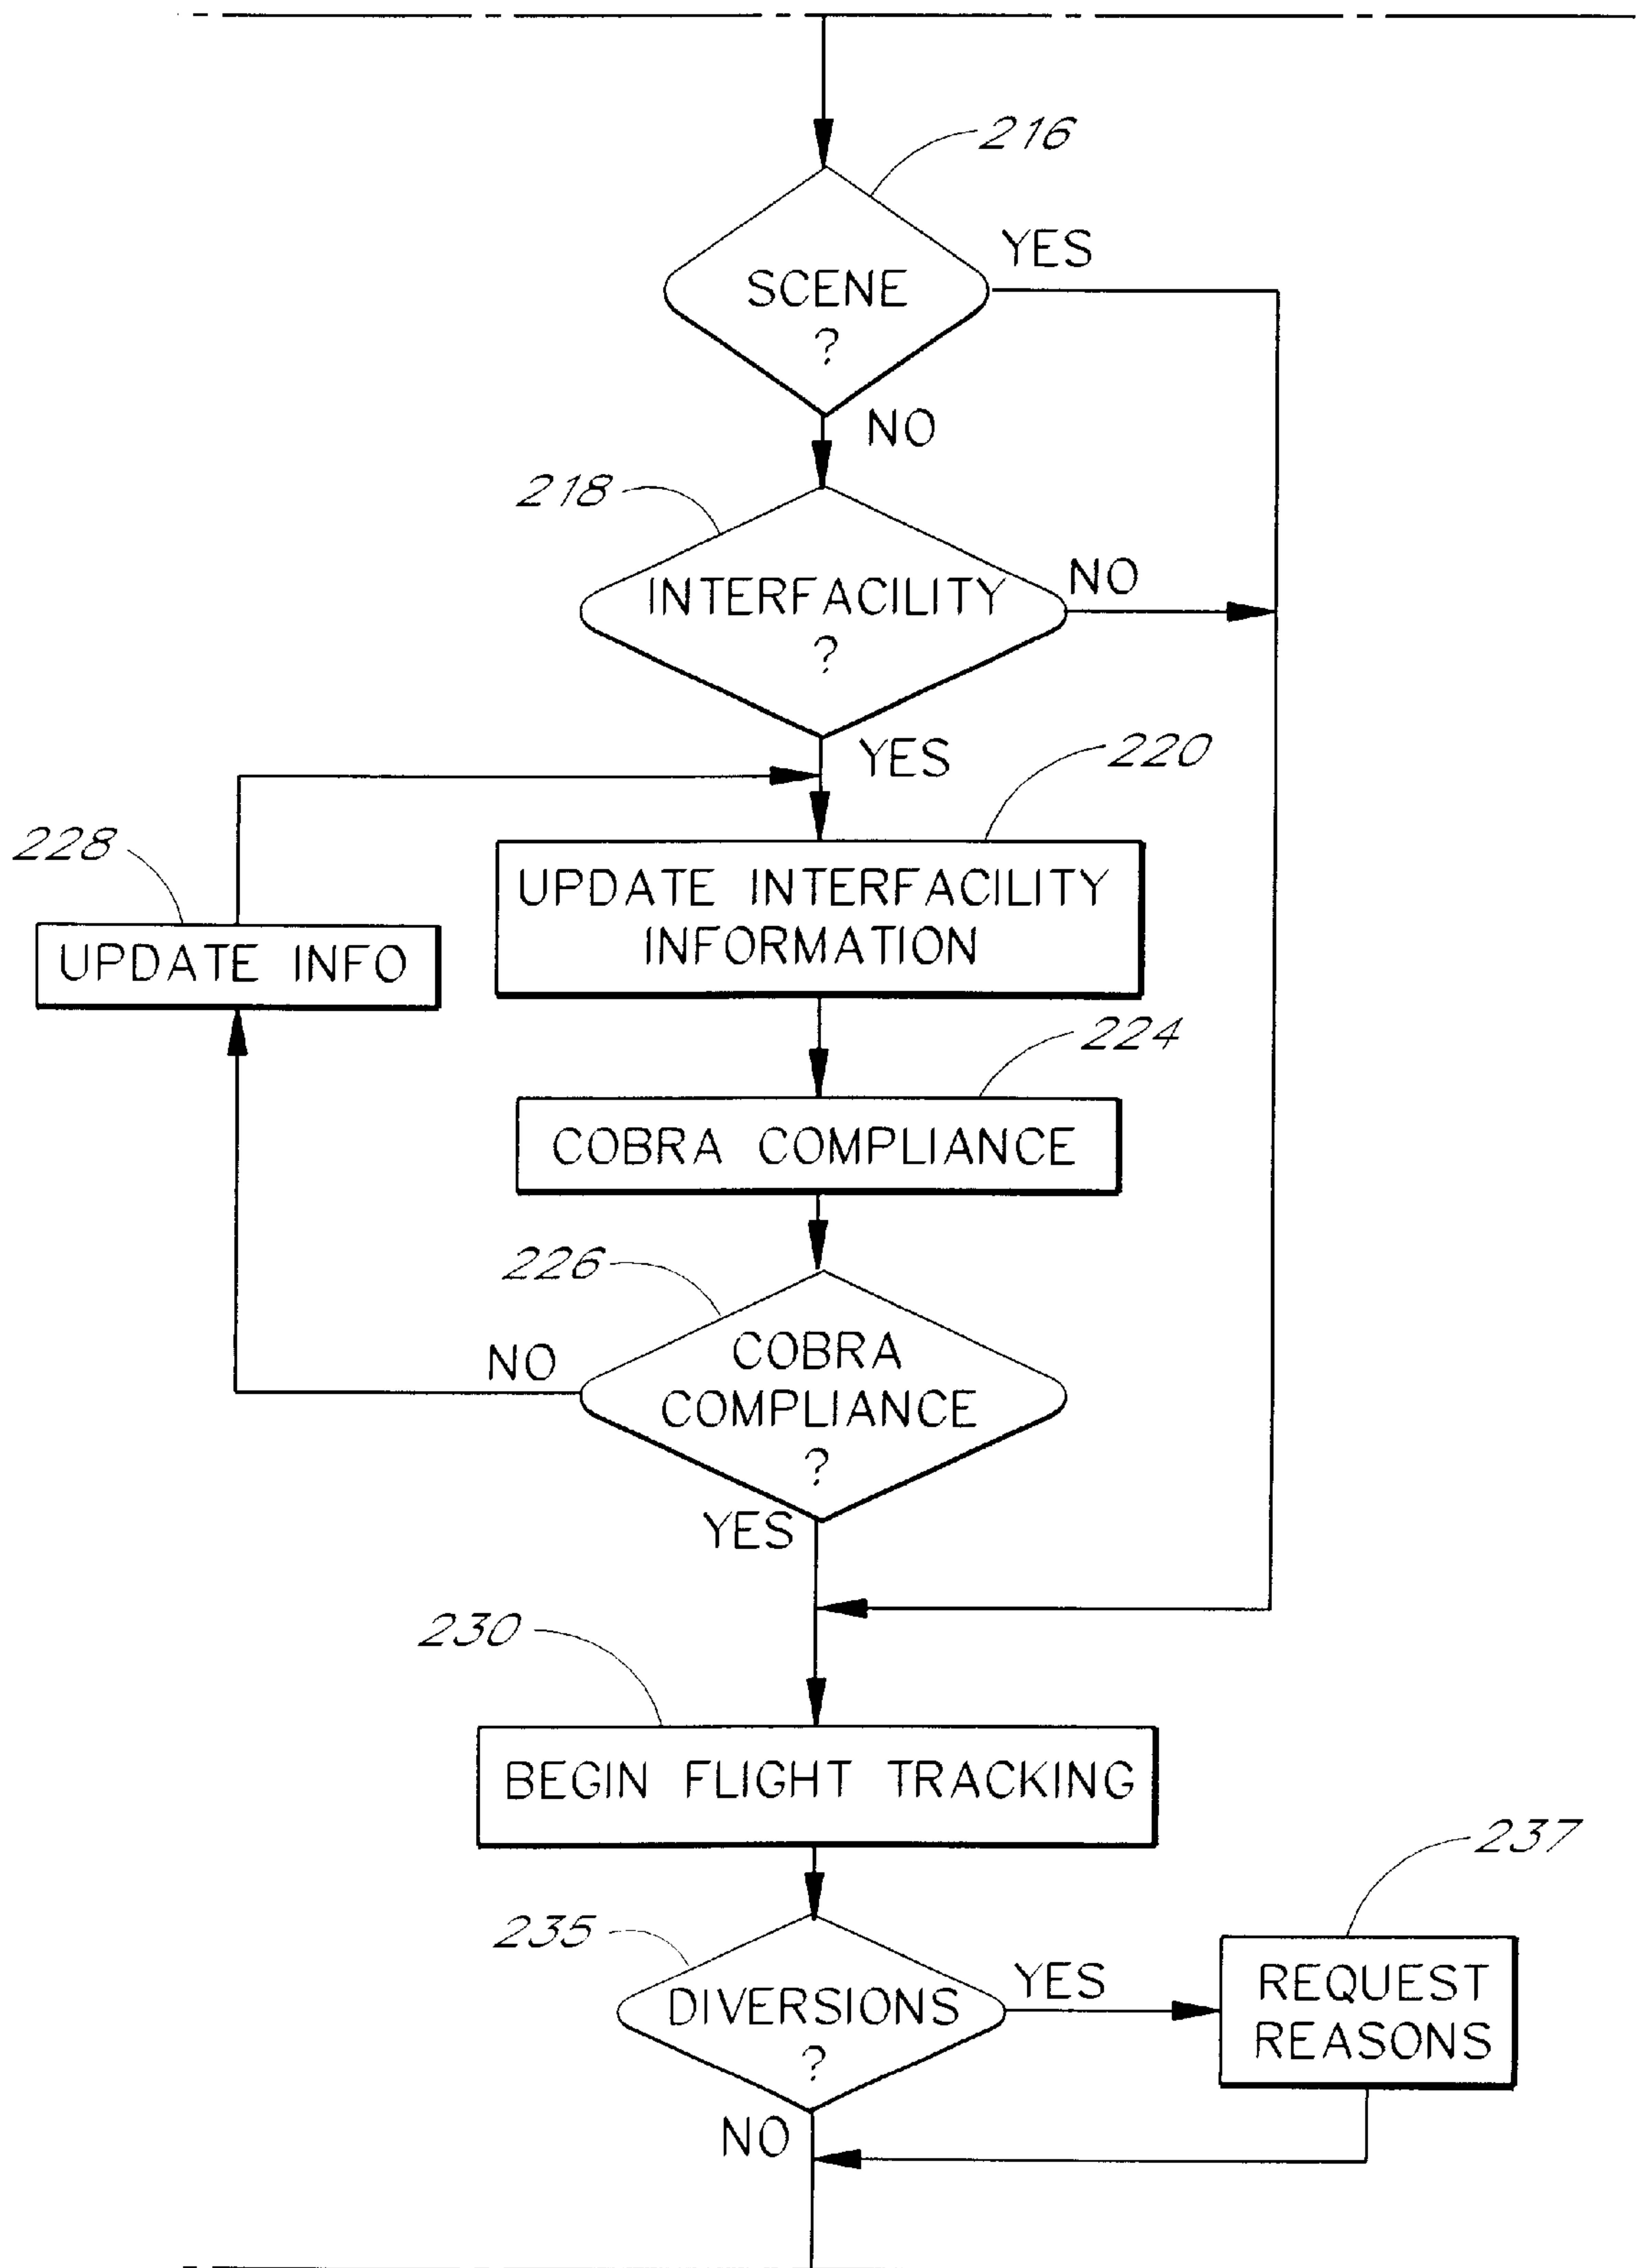 216
SCENE
?
YES
NO
218
INTERFACILITY
?
NO
YES
220
228
UPDATE INTERFACILITY
INFORMATION
UPDATE INFO
224
COBRA COMPLIANCE
226
COBRA
COMPLIANCE
?
NO
YES
230
BEGIN FLIGHT TRACKING
237
235
DIVERSIONS
?
YES
REQUEST
REASONS
NO